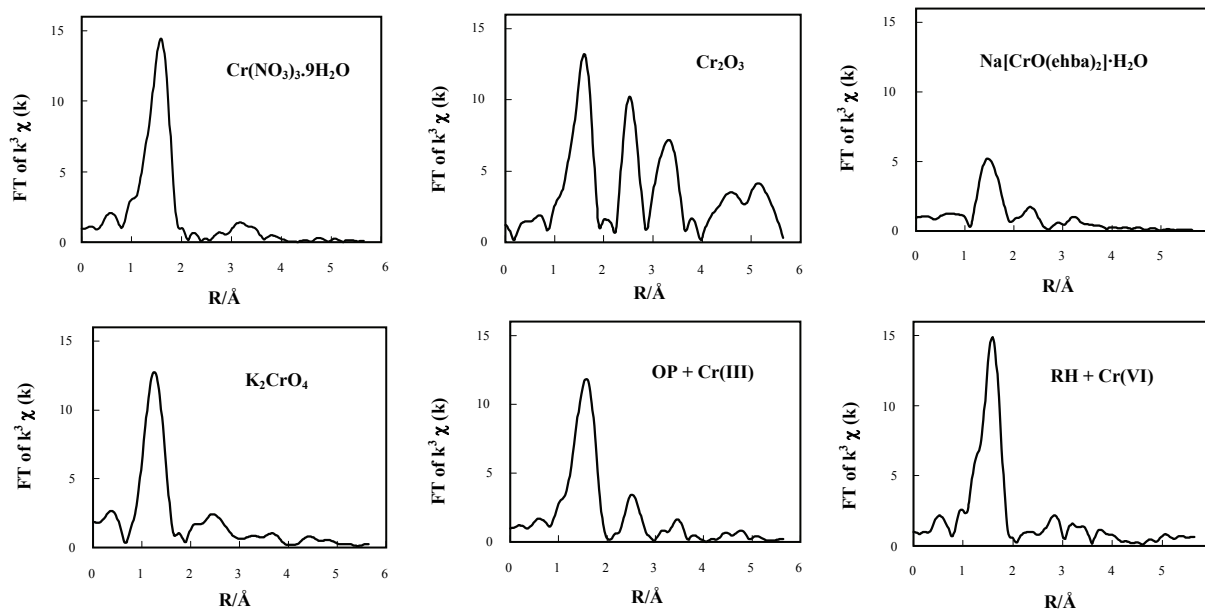 15
10
5
0
0 1 2 3 4 5 6
FT of k³ χ (k)
R/Å
Cr(NO₃)₃.9H₂O
15
10
5
0
0 1 2 3 4 5 6
FT of k³ χ (k)
R/Å
Cr₂O₃
15
10
5
0
0 1 2 3 4 5
FT of k³ χ (k)
R/Å
Na[CrO(ehba)₂]·H₂O
15
10
5
0
0 1 2 3 4 5 6
FT of k³ χ (k)
R/Å
K₂CrO₄
15
10
5
0
0 1 2 3 4 5 6
FT of k³ χ (k)
R/Å
OP + Cr(III)
15
10
5
0
0 1 2 3 4 5
FT of k³ χ (k)
R/Å
RH + Cr(VI)